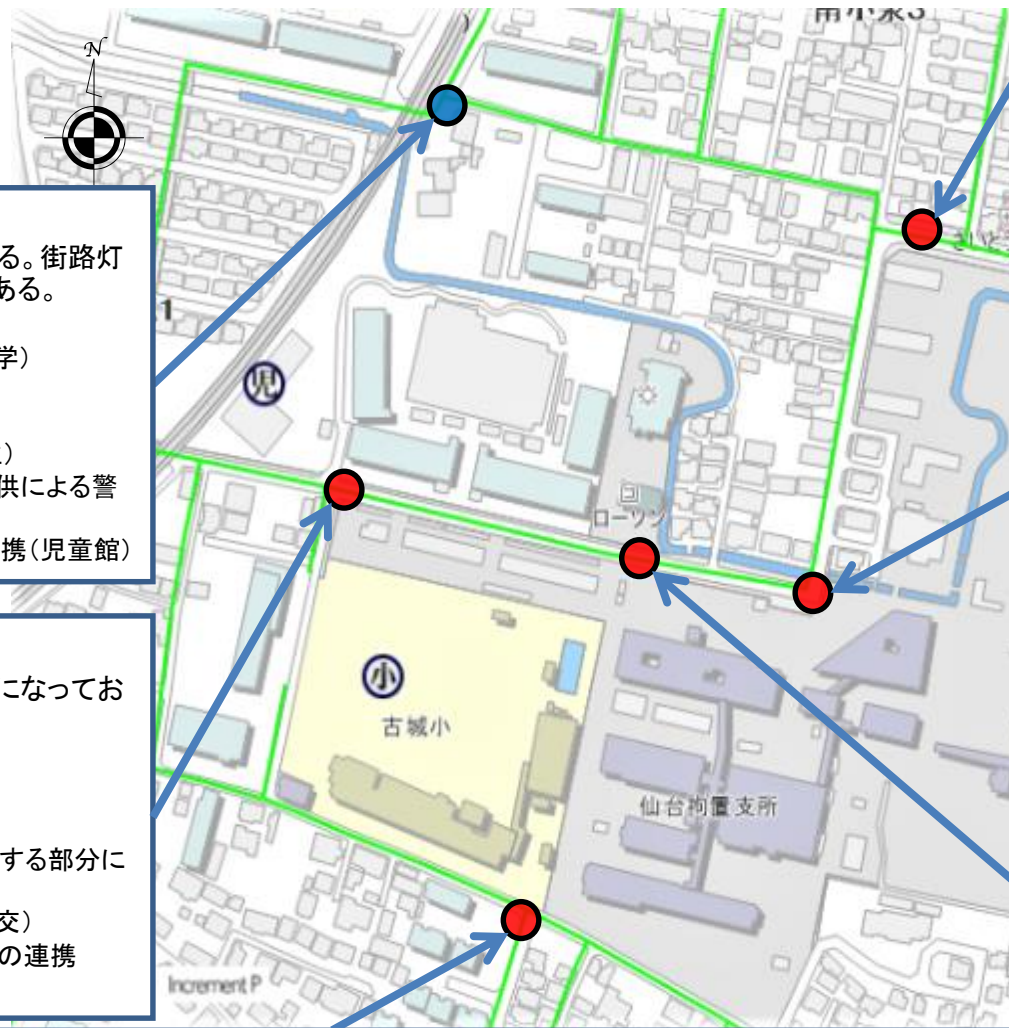 南小泉3
N
る。街路灯
ある。
学)
)
供による警
携(児童館)
1
児
ローソン
になってお
する部分に
交)
の連携
小
古城小
仙台拘置支所
Increment P